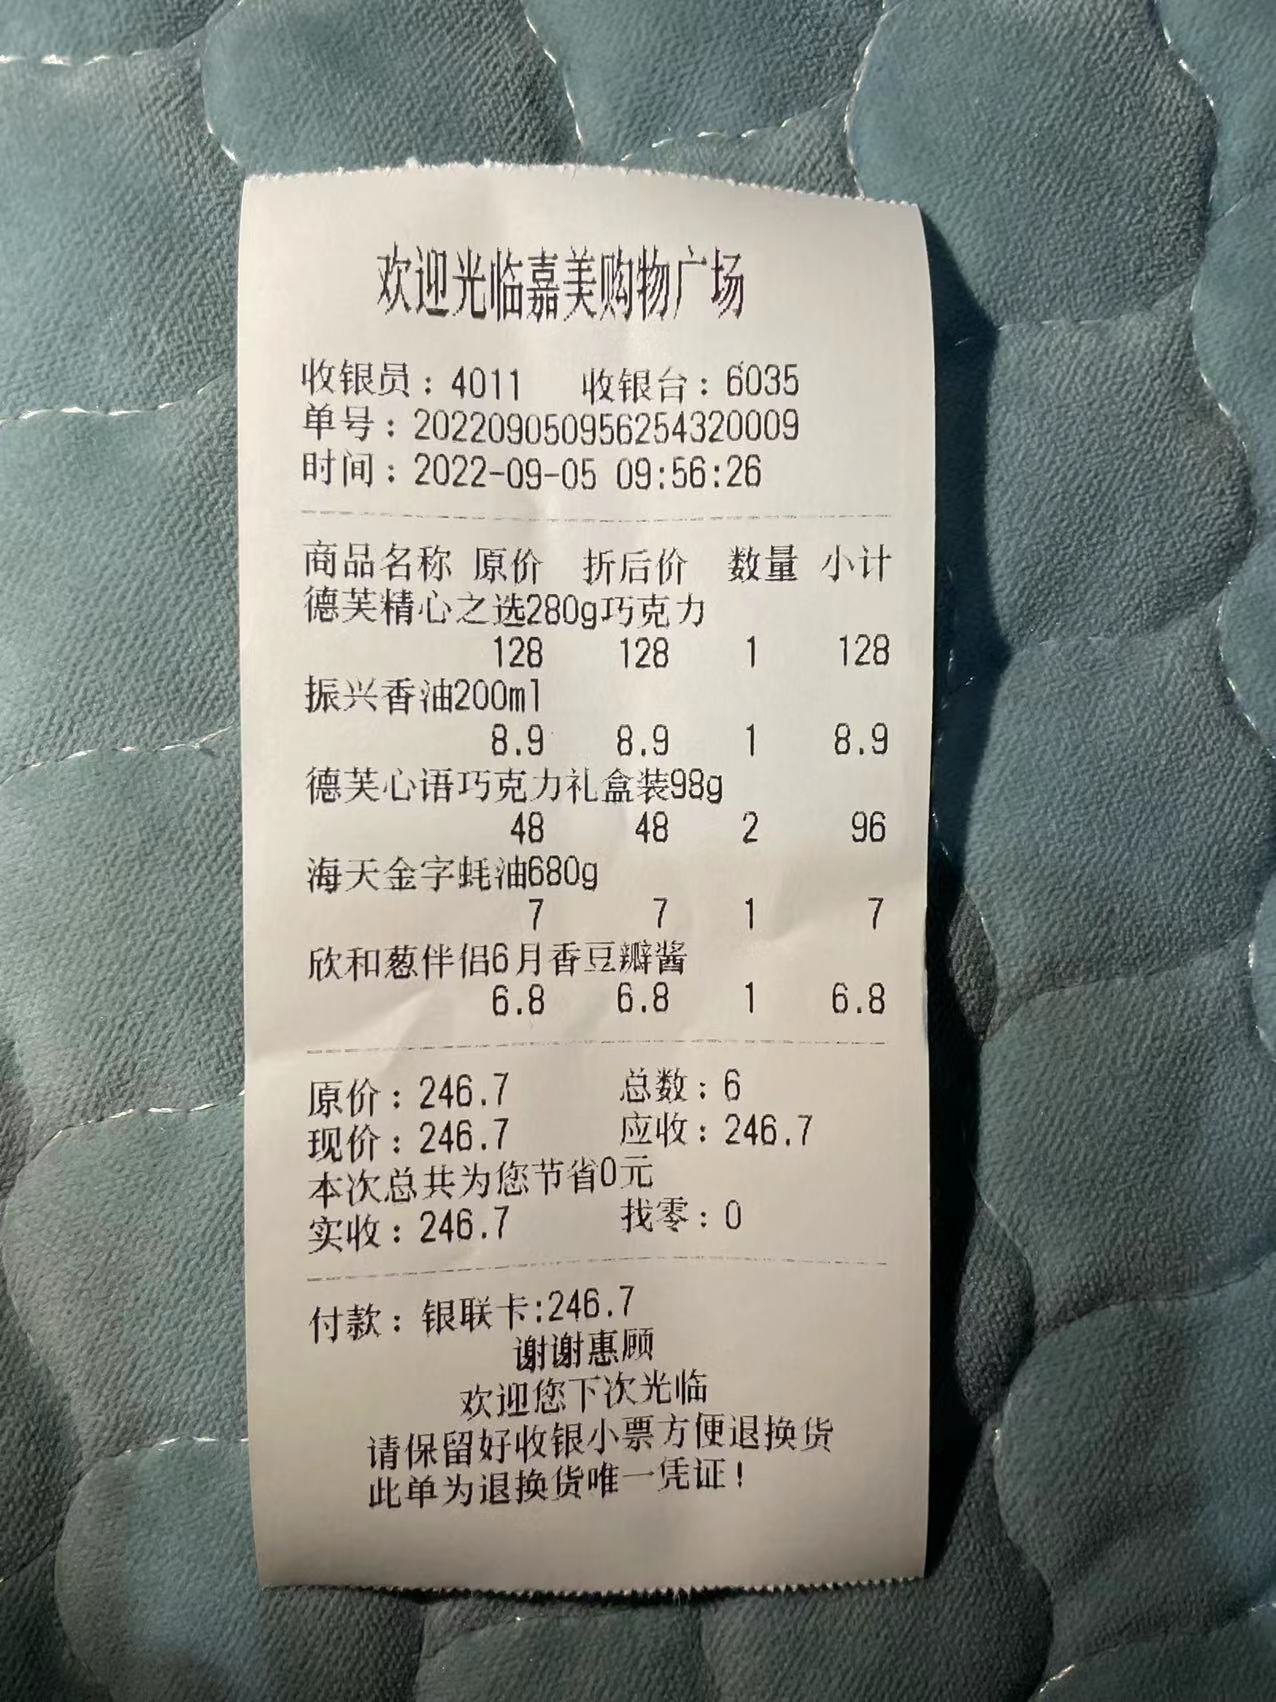 欢迎光临嘉美购物广场
收银员：4011 收银台：6035
单号：202209050956254320009
时间：2022-09-05 09:56:26
商品名称 原价 折后价 数量 小计
德芙精心之选280g巧克力
128 128 1 128
振兴香油200ml
8.9 8.9 1 8.9
德芙心语巧克力礼盒装98g
48 48 2 96
海天金字蚝油680g
7 7 1 7
欣和葱伴侣6月香豆瓣酱
6.8 6.8 1 6.8
原价：246.7 总数：6
现价：246.7 应收：246.7
本次总共为您节省0元
实收：246.7 找零：0
付款：银联卡:246.7
谢谢惠顾
欢迎您下次光临
请保留好收银小票方便退换货
此单为退换货唯一凭证！